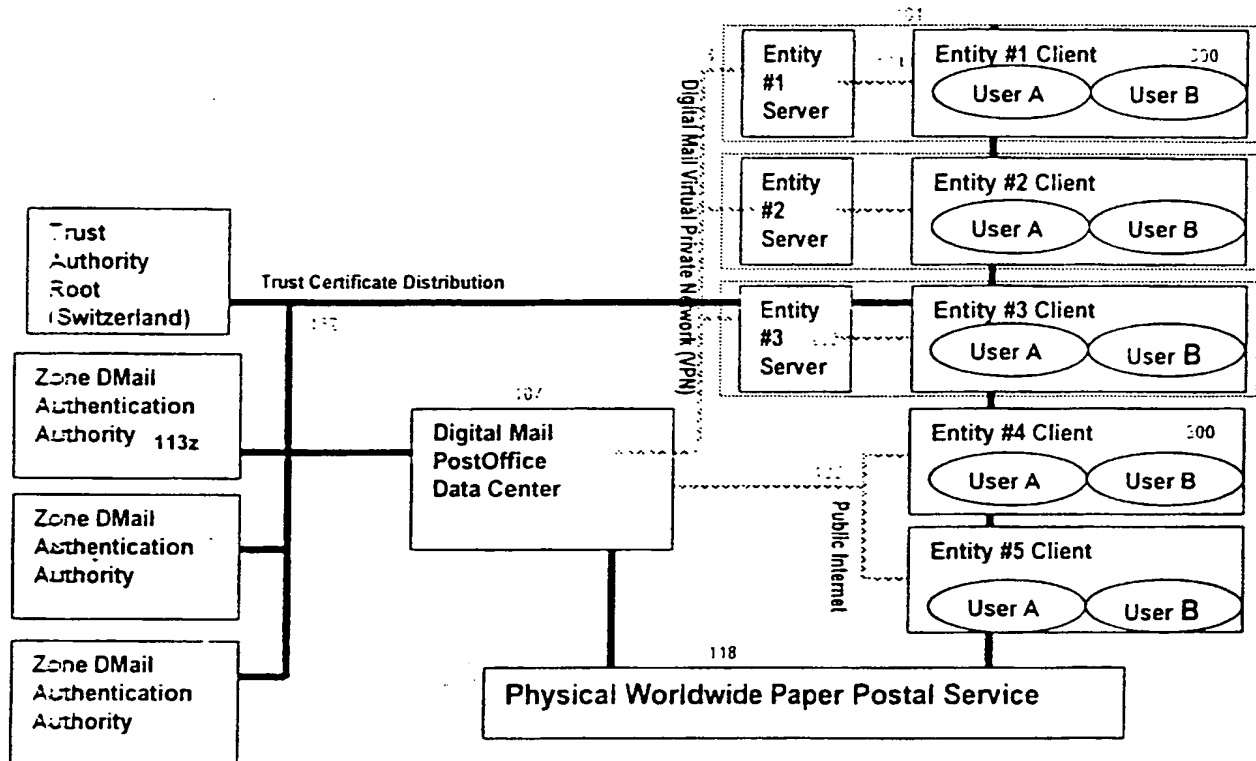 Entity
#1
Server
Entity #1 Client
User A
User B
Entity
#2
Server
Entity #2 Client
User A
User B
Entity
#3
Server
Entity #3 Client
User A
User B
Entity #4 Client
User A
User B
Entity #5 Client
User A
User B
Digital Mail Virtual Private Network (VPN)
Public Internet
Trust
Authority
Root
(Switzerland)
Trust Certificate Distribution
Zone DMail
Authentication
Authority 113z
Zone DMail
Authentication
Authority
Zone DMail
Authentication
Authority
Digital Mail
PostOffice
Data Center
118
Physical Worldwide Paper Postal Service